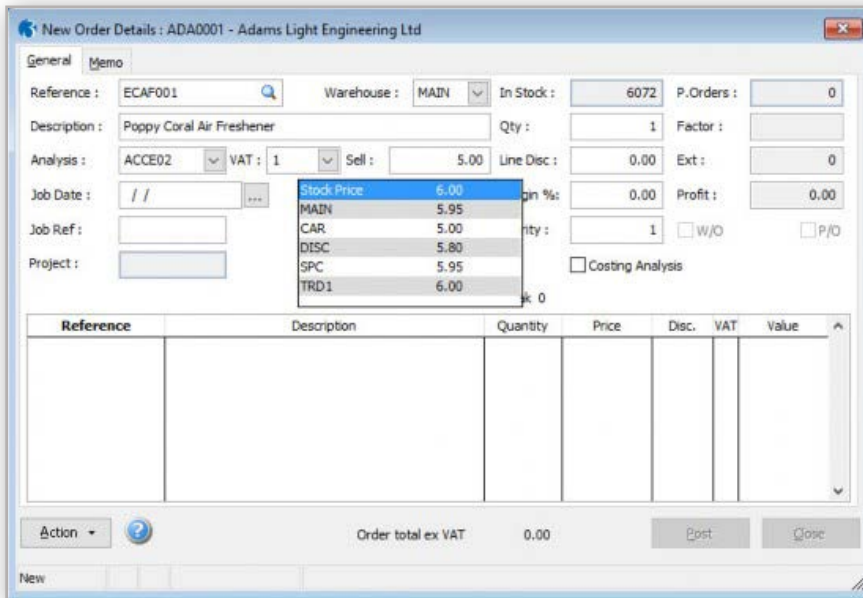 New Order Details : ADA0001 - Adams Light Engineering Ltd
General Memo
Reference : ECAF001 Warehouse : MAIN In Stock : 6072 P.Orders : 0
Description : Poppy Coral Air Freshener Qty : 1 Factor :
Analysis : ACCE02 VAT : 1 Sell : 5.00 Line Disc : 0.00 Ext : 0
Job Date : / / ... Stock Price 6.00 gin %: 0.00 Profit : 0.00
MAIN 5.95
Job Ref : CAR 5.00 ity : 1 W/O P/O
DISC 5.80
Project : SPC 5.95 Costing Analysis
TRD1 6.00
ak 0
Reference Description Quantity Price Disc. VAT Value
Action Order total ex VAT 0.00 Post Close
New